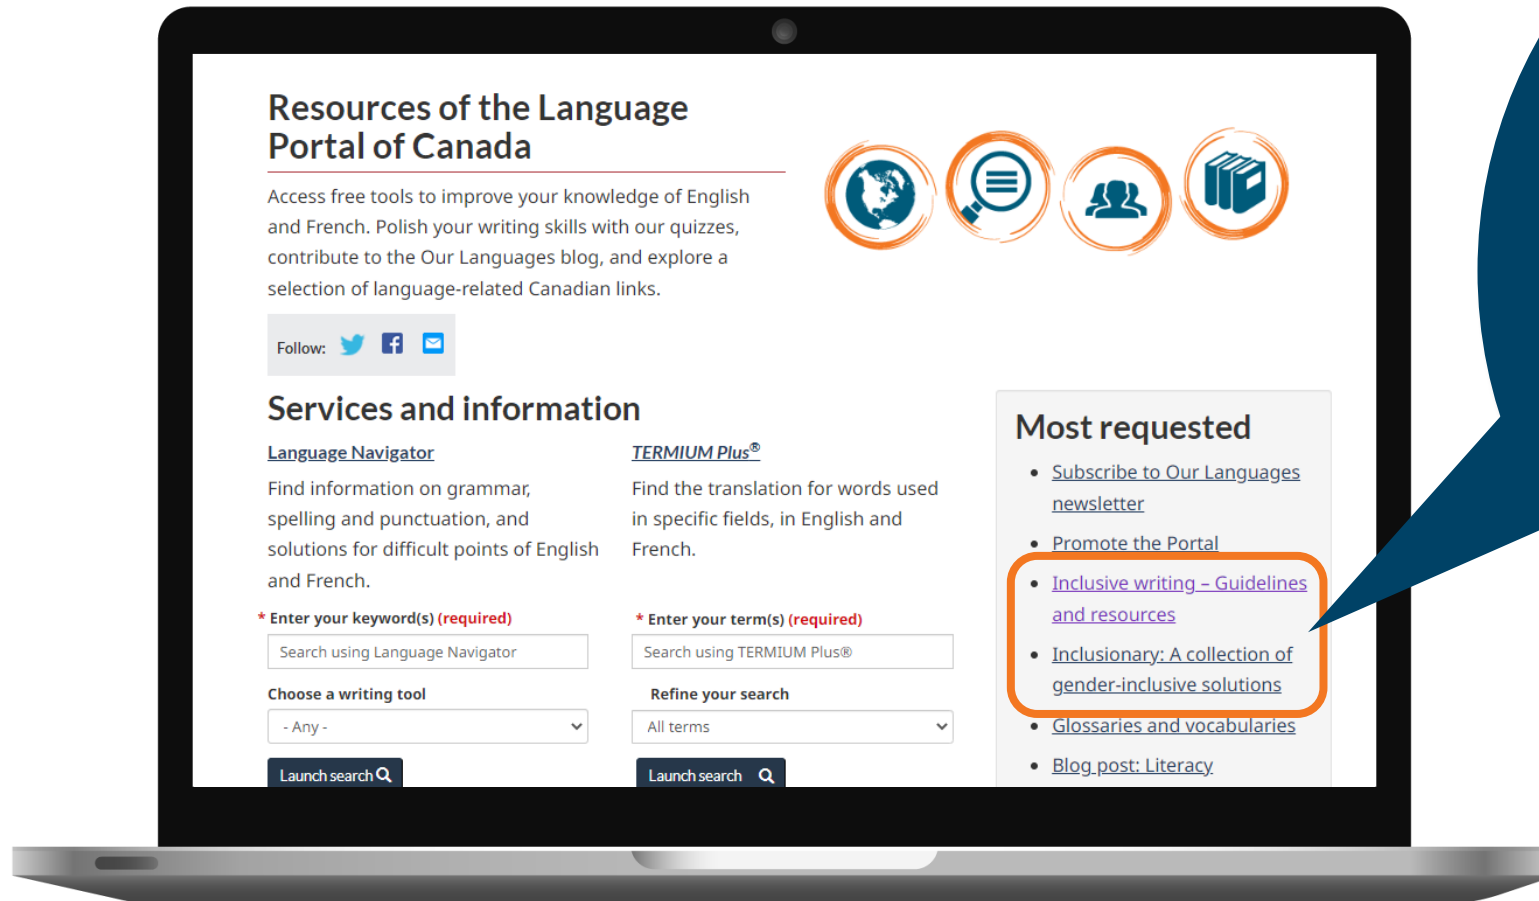 Resources of the Language
Portal of Canada
Access free tools to improve your knowledge of English
and French. Polish your writing skills with our quizzes,
contribute to the Our Languages blog, and explore a
selection of language-related Canadian links.
Follow:
Services and information
Language Navigator
Find information on grammar,
spelling and punctuation, and
solutions for difficult points of English
and French.
* Enter your keyword(s) (required)
Search using Language Navigator
Choose a writing tool
- Any -
Launch search
TERMIUM Plus®
Find the translation for words used
in specific fields, in English and
French.
* Enter your term(s) (required)
Search using TERMIUM Plus®
Refine your search
All terms
Launch search
Most requested
• Subscribe to Our Languages
newsletter
• Promote the Portal
• Inclusive writing – Guidelines
and resources
• Inclusionary: A collection of
gender-inclusive solutions
• Glossaries and vocabularies
• Blog post: Literacy